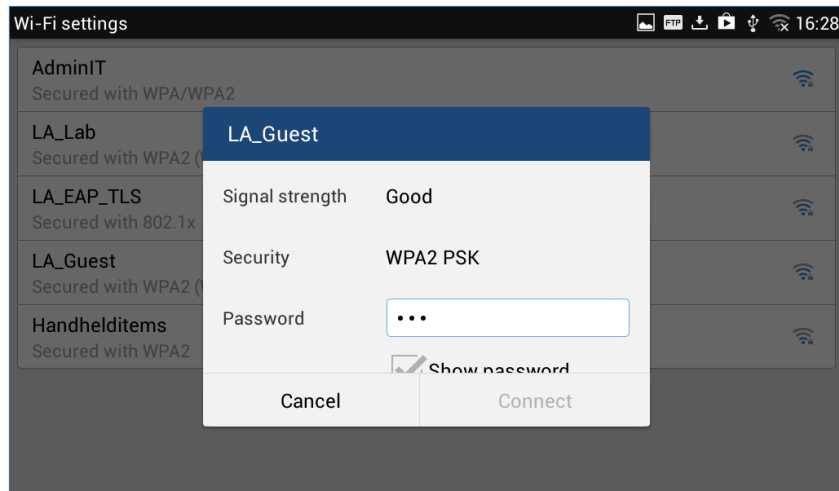 Wi-Fi settings
FTP
16:28
AdminIT
Secured with WPA/WPA2
LA_Lab
Secured with WPA2 (
LA_EAP_TLS
Secured with 802.1x
LA_Guest
Secured with WPA2 (
Handhelditems
Secured with WPA2
LA_Guest
Signal strength Good
Security WPA2 PSK
Password •••
Show password
Cancel Connect